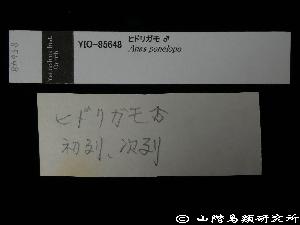 YIO-85648
ヒドリガモ ♂
Anas penelope
ヒドリガモ♂
初列、次列
© 山階鳥類研究所